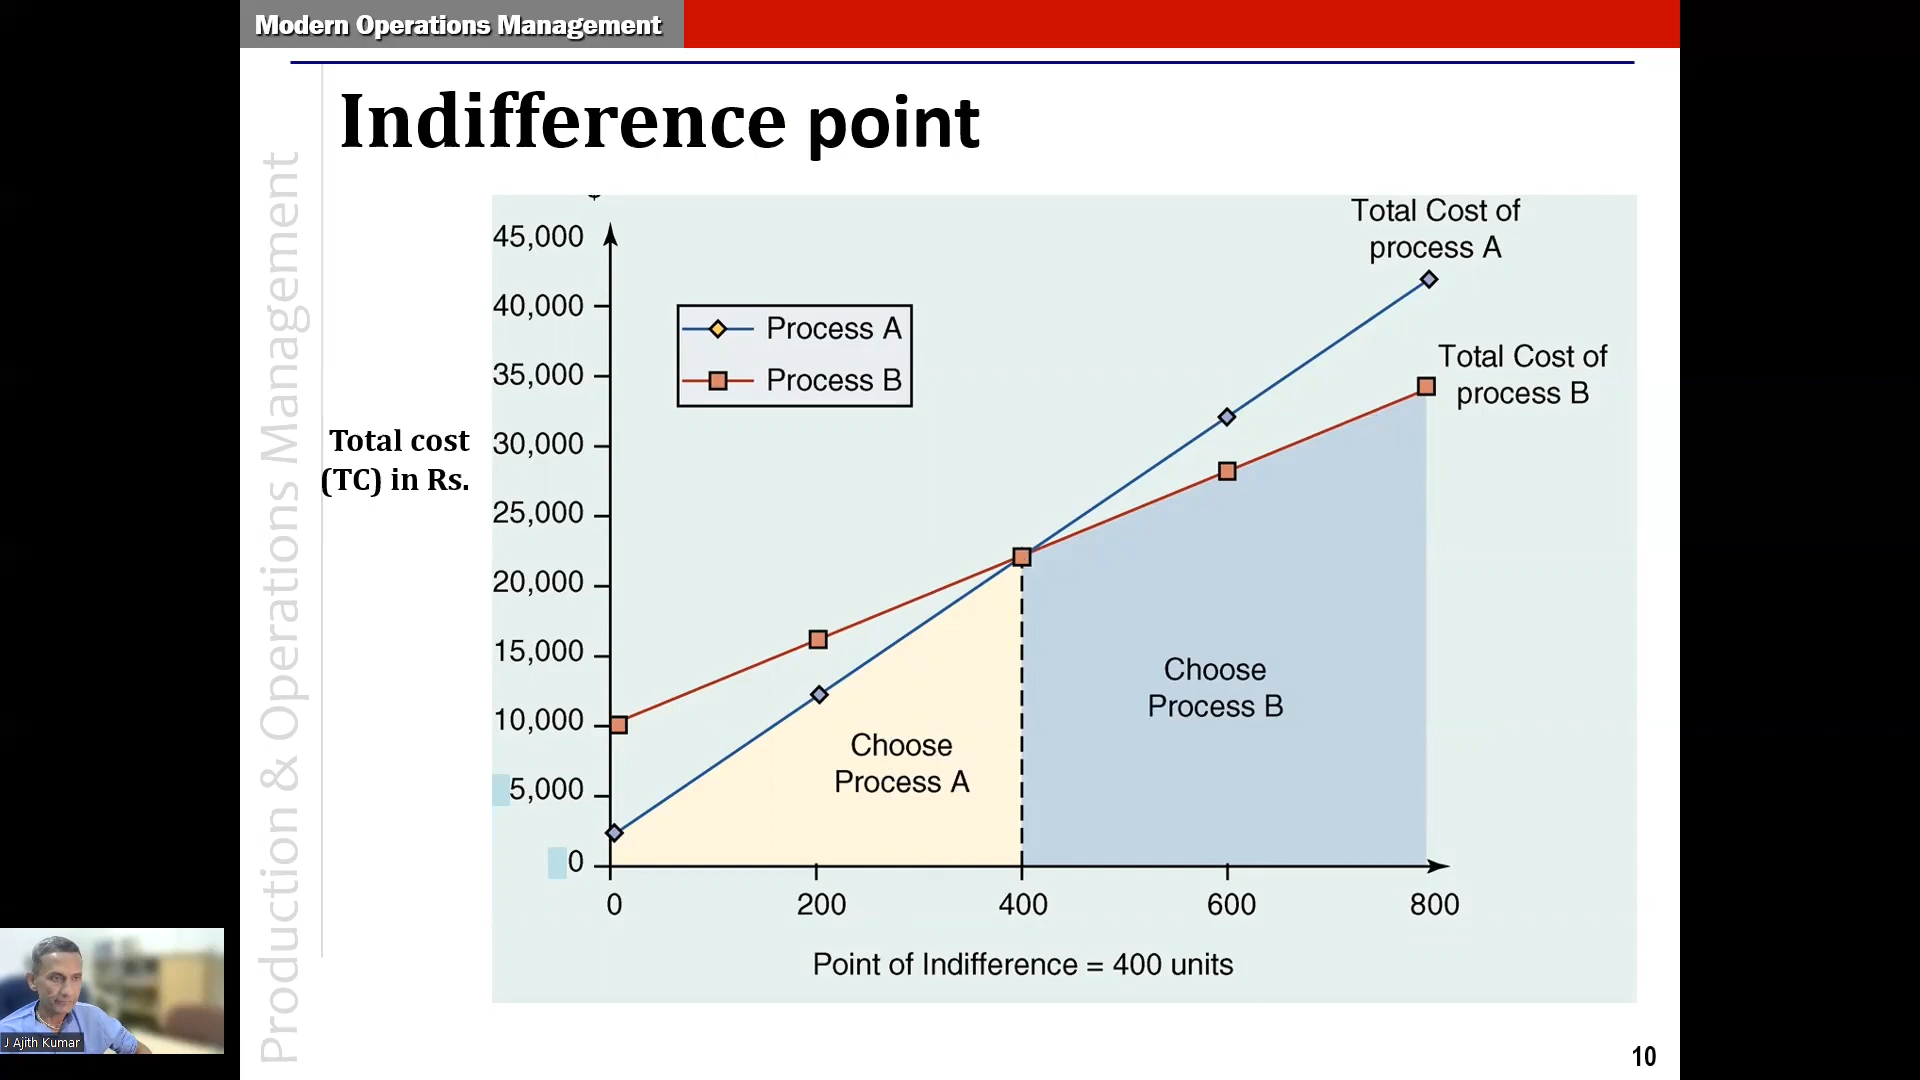 Modern Operations Management
Indifference point
Production & Operations Management
Total cost
(TC) in Rs.
45,000
40,000
35,000
30,000
25,000
20,000
15,000
10,000
5,000
0
Process A
Process B
Total Cost of
process A
Total Cost of
process B
Choose
Process A
Choose
Process B
0 200 400 600 800
Point of Indifference = 400 units
J Ajith Kumar
10